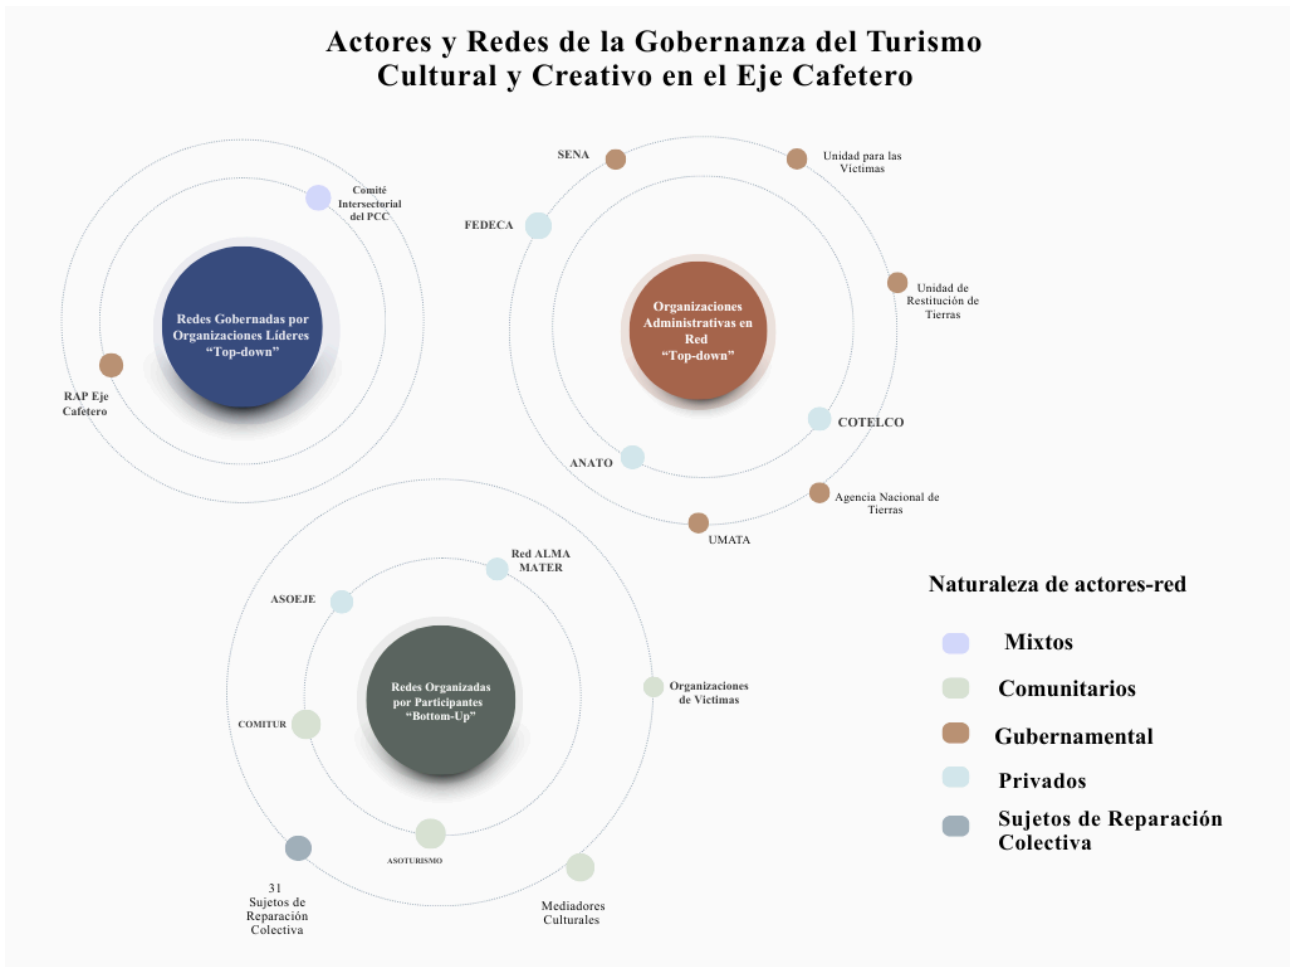 Actores y Redes de la Gobernanza del Turismo
Cultural y Creativo en el Eje Cafetero
Comité
Intersectorial
del PCC
Redes Gobernadas por
Organizaciones Líderes
“Top-down”
RAP Eje
Cafetero
SENA
Unidad para las
Víctimas
FEDECA
Unidad de
Restitución de
Tierras
Organizaciones
Administrativas en
Red
“Top-down”
COTELCO
ANATO
Agencia Nacional de
Tierras
UMATA
Red ALMA
MATER
ASOEJE
Redes Organizadas
por Participantes
“Bottom-Up”
Organizaciones
de Victimas
COMITUR
ASOTURISMO
31
Sujetos de
Reparación
Colectiva
Mediadores
Culturales
Naturaleza de actores-red
Mixtos
Comunitarios
Gubernamental
Privados
Sujetos de Reparación
Colectiva